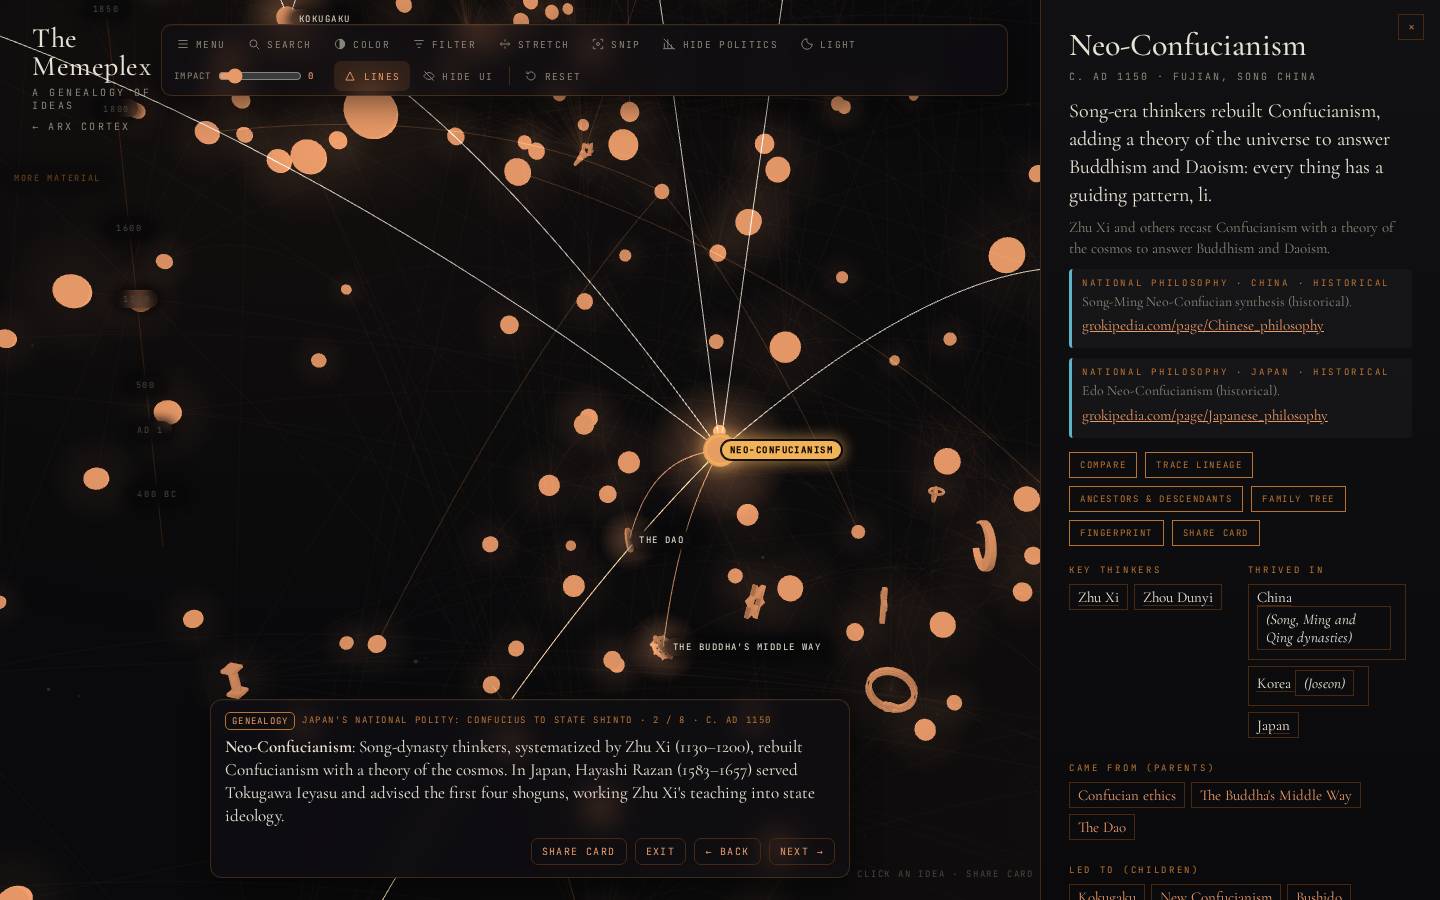 1850
KOKUGAKU
The
Memeplex
A GENEALOGY OF
IDEAS
← ARX CORTEX
1800
MENU
SEARCH
COLOR
FILTER
STRETCH
SNIP
HIDE POLITICS
LIGHT
IMPACT
0
LINES
HIDE UI
RESET
MORE MATERIAL
1600
500
AD 1
400 BC
NEO-CONFUCIANISM
THE DAO
THE BUDDHA'S MIDDLE WAY
GENEALOGY
JAPAN'S NATIONAL POLITY: CONFUCIUS TO STATE SHINTO · 2 / 8 · C. AD 1150
Neo-Confucianism: Song-dynasty thinkers, systematized by Zhu Xi (1130–1200), rebuilt
Confucianism with a theory of the cosmos. In Japan, Hayashi Razan (1583–1657) served
Tokugawa Ieyasu and advised the first four shoguns, working Zhu Xi's teaching into state
ideology.
SHARE CARD
EXIT
← BACK
NEXT →
CLICK AN IDEA · SHARE CARD
×
Neo-Confucianism
C. AD 1150 · FUJIAN, SONG CHINA
Song-era thinkers rebuilt Confucianism,
adding a theory of the universe to answer
Buddhism and Daoism: every thing has a
guiding pattern, li.
Zhu Xi and others recast Confucianism with a theory of
the cosmos to answer Buddhism and Daoism.
NATIONAL PHILOSOPHY · CHINA · HISTORICAL
Song-Ming Neo-Confucian synthesis (historical).
grokipedia.com/page/Chinese_philosophy
NATIONAL PHILOSOPHY · JAPAN · HISTORICAL
Edo Neo-Confucianism (historical).
grokipedia.com/page/Japanese_philosophy
COMPARE
TRACE LINEAGE
ANCESTORS & DESCENDANTS
FAMILY TREE
FINGERPRINT
SHARE CARD
KEY THINKERS
Zhu Xi
Zhou Dunyi
THRIVED IN
China
(Song, Ming and
Qing dynasties)
Korea
(Joseon)
Japan
CAME FROM (PARENTS)
Confucian ethics
The Buddha's Middle Way
The Dao
LED TO (CHILDREN)
Kokugaku
New Confucianism
Bushido